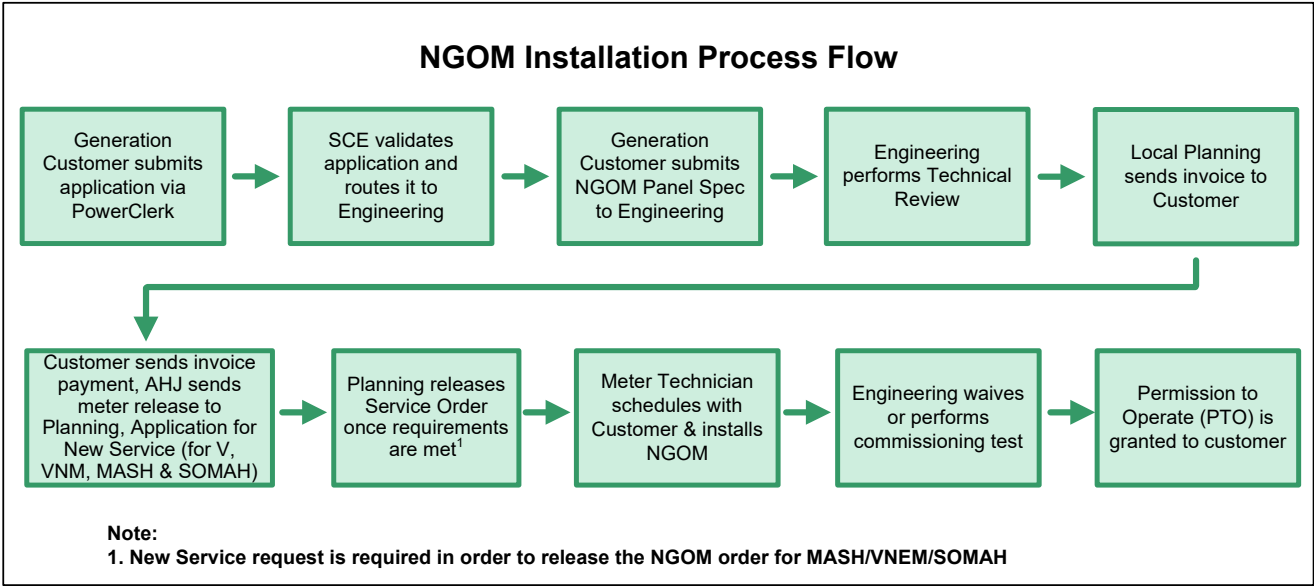 NGOM Installation Process Flow
Generation
Customer submits
application via
PowerClerk
SCE validates
application and
routes it to
Engineering
Generation
Customer submits
NGOM Panel Spec
to Engineering
Engineering
performs Technical
Review
Local Planning
sends invoice to
Customer
Customer sends invoice
payment, AHJ sends
meter release to
Planning, Application for
New Service (for V,
VNM, MASH & SOMAH)
Planning releases
Service Order
once requirements
are met1
Meter Technician
schedules with
Customer & installs
NGOM
Engineering waives
or performs
commissioning test
Permission to
Operate (PTO) is
granted to customer
Note:
1. New Service request is required in order to release the NGOM order for MASH/VNEM/SOMAH